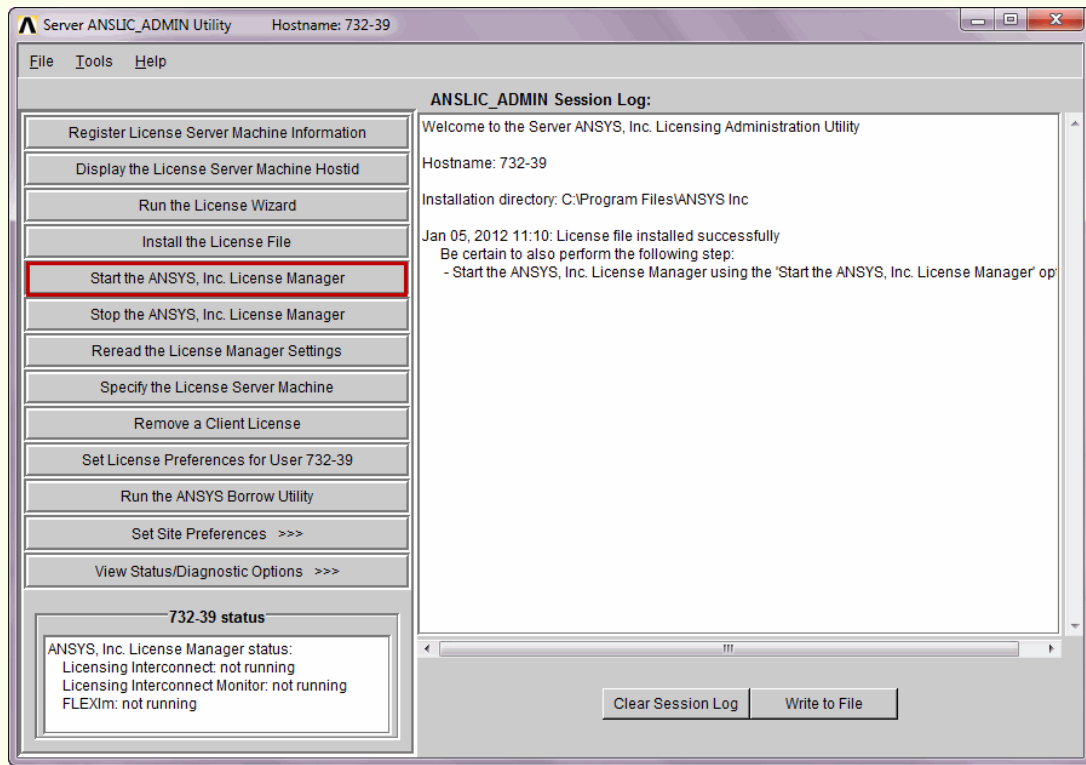 Server ANSLIC_ADMIN Utility Hostname: 732-39
File Tools Help
ANSLIC_ADMIN Session Log:
Register License Server Machine Information
Display the License Server Machine Hostid
Run the License Wizard
Install the License File
Start the ANSYS, Inc. License Manager
Stop the ANSYS, Inc. License Manager
Reread the License Manager Settings
Specify the License Server Machine
Remove a Client License
Set License Preferences for User 732-39
Run the ANSYS Borrow Utility
Set Site Preferences >>>
View Status/Diagnostic Options >>>
732-39 status
ANSYS, Inc. License Manager status:
Licensing Interconnect: not running
Licensing Interconnect Monitor: not running
FLEXlm: not running
Welcome to the Server ANSYS, Inc. Licensing Administration Utility
Hostname: 732-39
Installation directory: C:\Program Files\ANSYS Inc
Jan 05, 2012 11:10: License file installed successfully
Be certain to also perform the following step:
- Start the ANSYS, Inc. License Manager using the 'Start the ANSYS, Inc. License Manager'
Clear Session Log Write to File